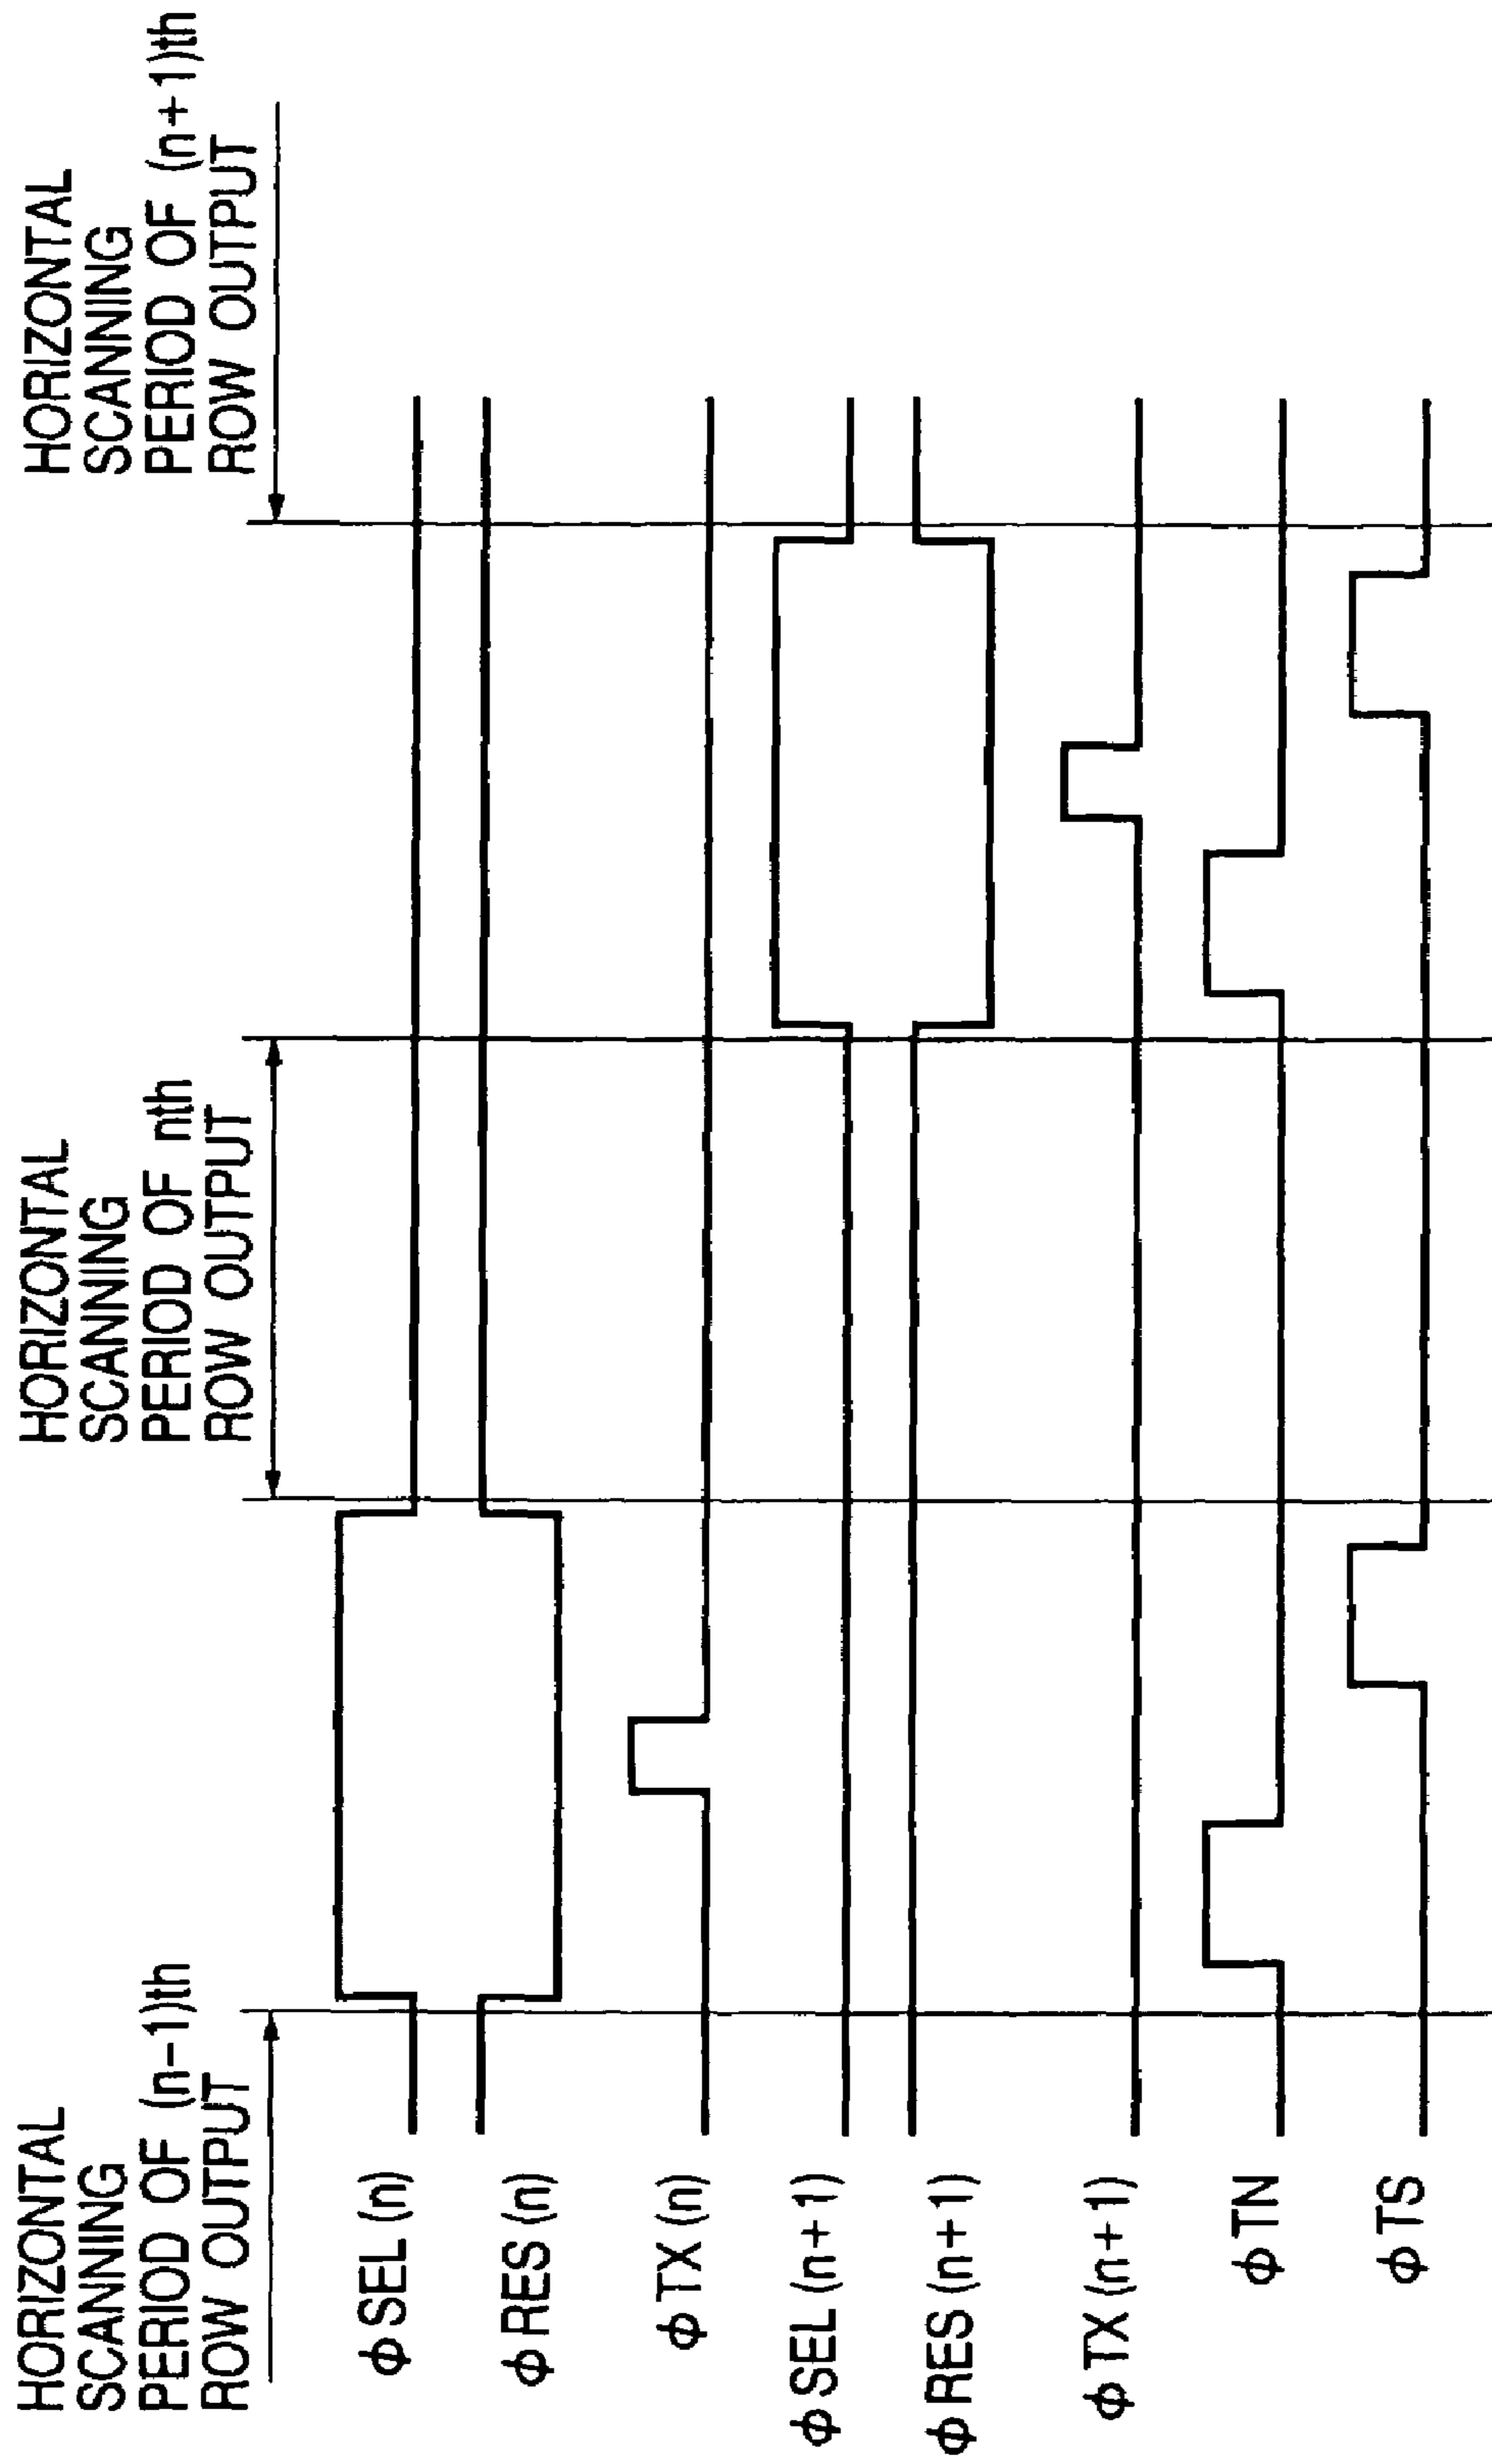 HORIZONTAL
SCANNING
PERIOD OF (n-1)th
ROW OUTPUT
HORIZONTAL
SCANNING
PERIOD OF nth
ROW OUTPUT
HORIZONTAL
SCANNING
PERIOD OF (n+1)th
ROW OUTPUT
ϕ SEL (n)
ϕ RES (n)
ϕ TX (n)
ϕ SEL (n+1)
ϕ RES (n+1)
ϕ TX (n+1)
ϕ TN
ϕ TS